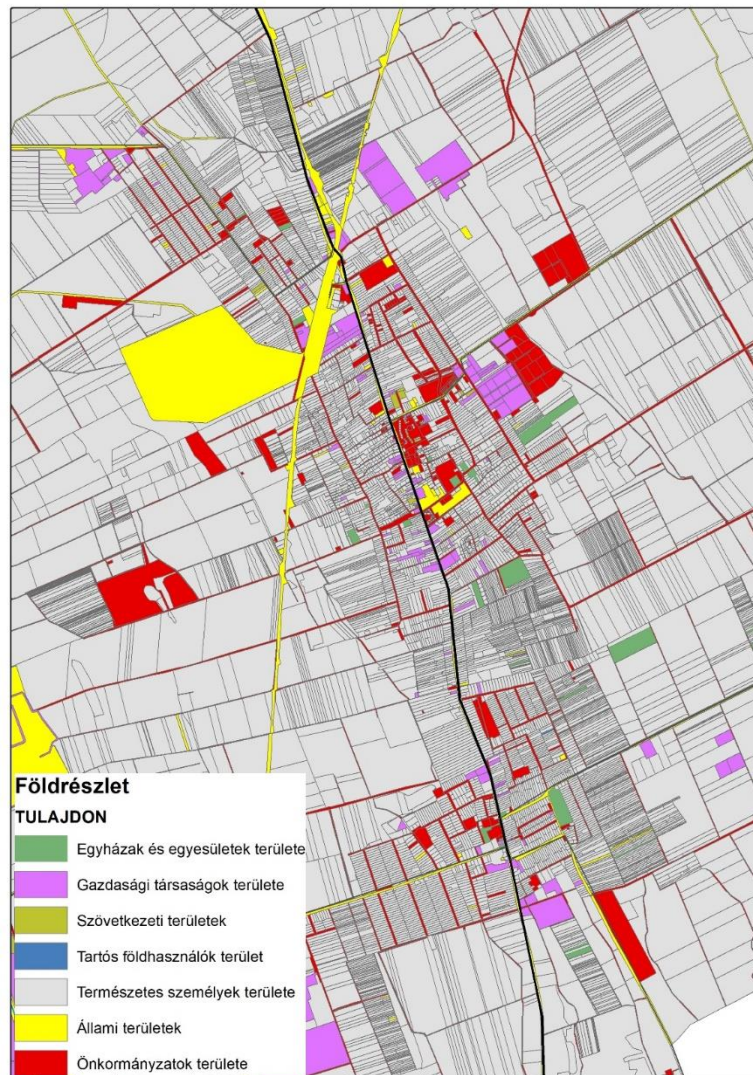 Földrészlet
TULAJDON
Egyházak és egyesületek területe
Gazdasági társaságok területe
Szövetkezeti területek
Tartós földhasználók terület
Természetes személyek területe
Állami területek
Önkormányzatok területe